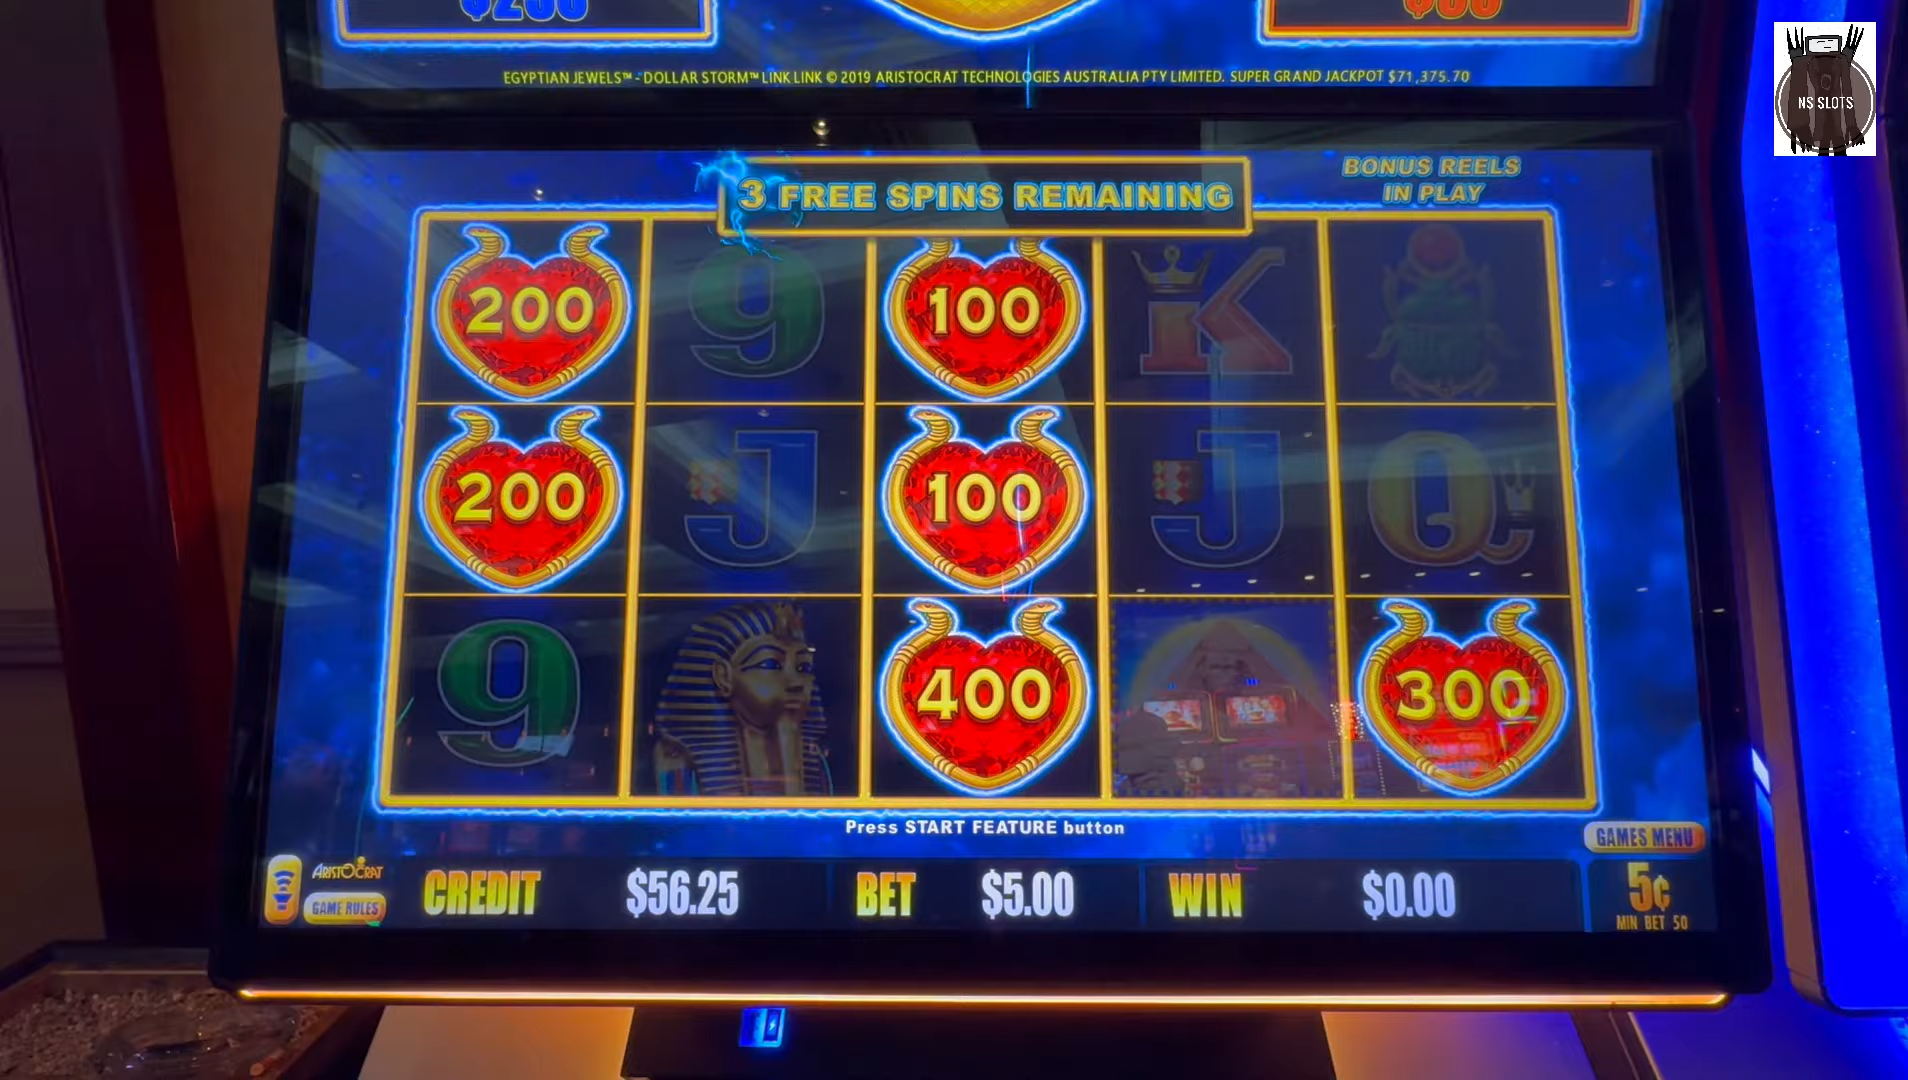 EGYPTIAN JEWELS™ - DOLLAR STORM™ LINK LINK © 2019 ARISTOCRAT TECHNOLOGIES AUSTRALIA PTY LIMITED. SUPER GRAND JACKPOT $71,375.70
NS SLOTS
3 FREE SPINS REMAINING
BONUS REELS
IN PLAY
200 9 100 K
200 J 100 J Q
9 400 300
Press START FEATURE button
GAMES MENU
ARISTOCRAT
GAME RULES
CREDIT $56.25 BET $5.00 WIN $0.00
5¢
MIN BET 50